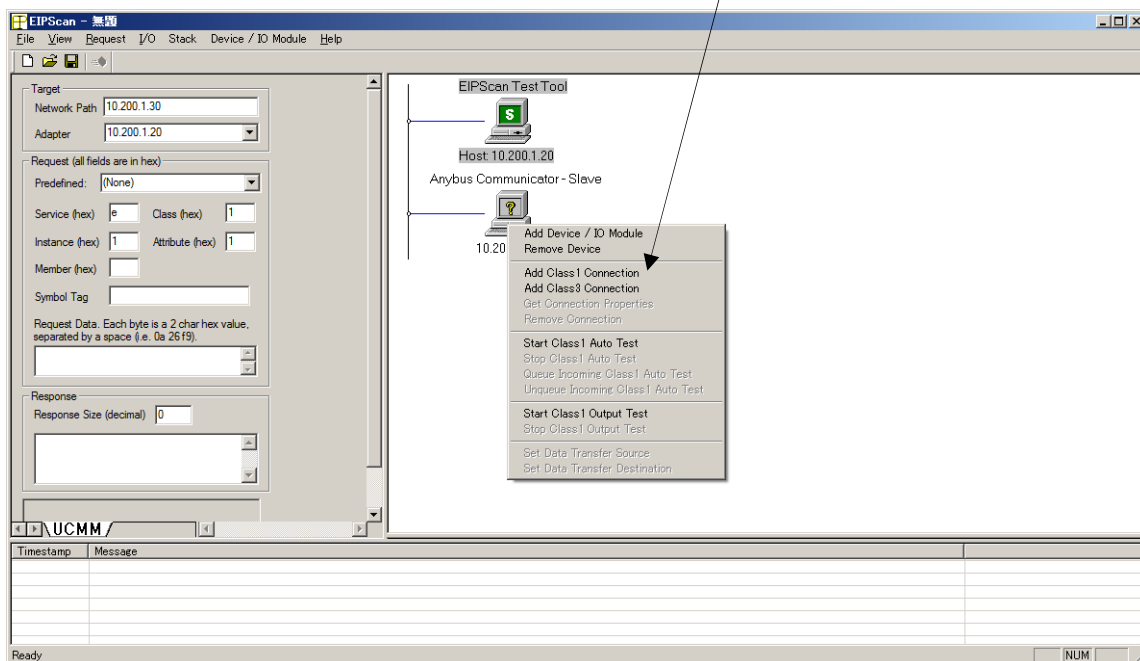 EIPScan - 無題
File View Request I/O Stack Device / IO Module Help
Target
Network Path 10.200.1.30
Adapter 10.200.1.20
Request (all fields are in hex)
Predefined: (None)
Service (hex) e Class (hex) 1
Instance (hex) 1 Attribute (hex) 1
Member (hex)
Symbol Tag
Request Data. Each byte is a 2 char hex value,
separated by a space (i.e. 0a 26 f9).
Response
Response Size (decimal) 0
UCMM
EIPScan Test Tool
S
Host: 10.200.1.20
Anybus Communicator - Slave
?
10.20
Add Device / IO Module
Remove Device
Add Class1 Connection
Add Class3 Connection
Get Connection Properties
Remove Connection
Start Class1 Auto Test
Stop Class1 Auto Test
Queue Incoming Class1 Auto Test
Unqueue Incoming Class1 Auto Test
Start Class1 Output Test
Stop Class1 Output Test
Set Data Transfer Source
Set Data Transfer Destination
Timestamp Message
Ready NUM